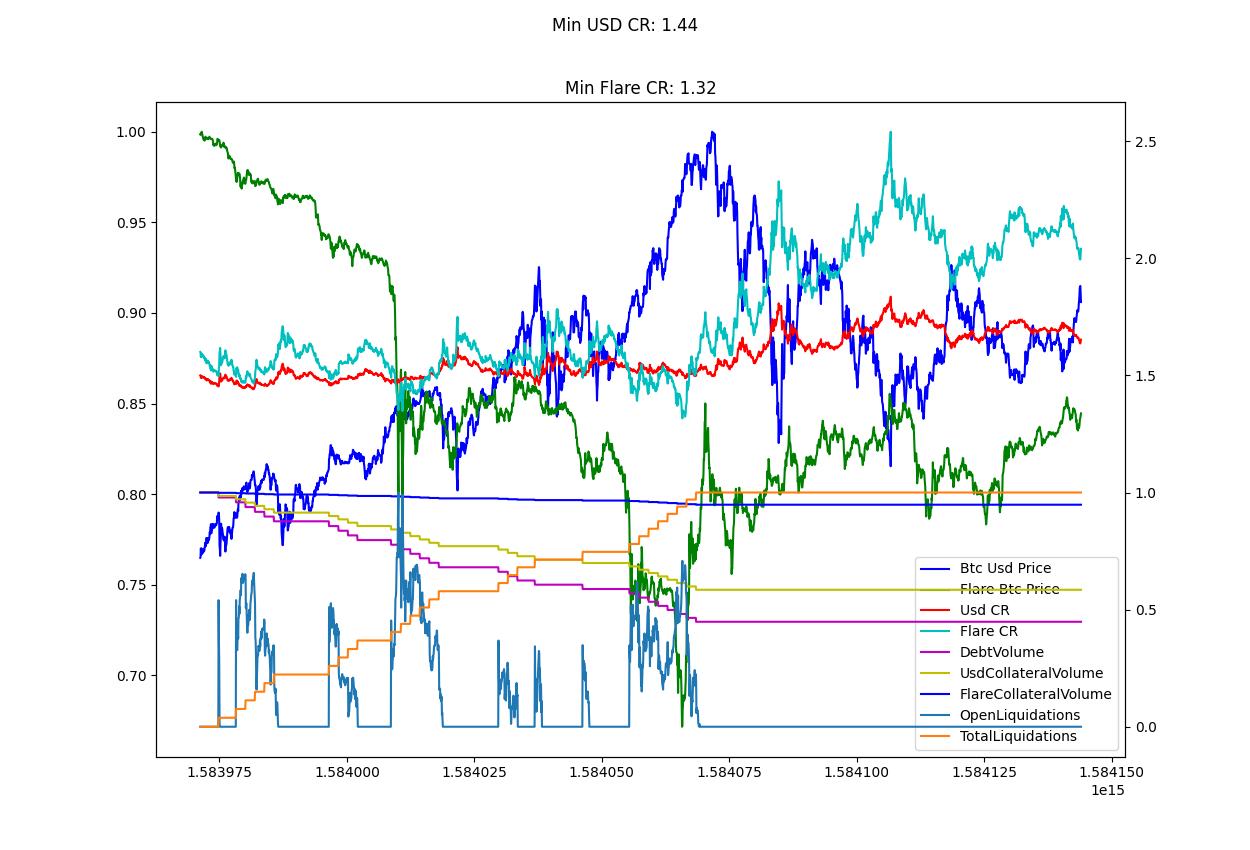 Min USD CR: 1.44
Min Flare CR: 1.32
1.00
0.95
0.90
0.85
0.80
0.75
0.70
2.5
2.0
1.5
1.0
0.5
0.0
Btc Usd Price
Flare Btc Price
Usd CR
Flare CR
DebtVolume
UsdCollateralVolume
FlareCollateralVolume
OpenLiquidations
TotalLiquidations
1.583975 1.584000 1.584025 1.584050 1.584075 1.584100 1.584125 1.584150
1e15